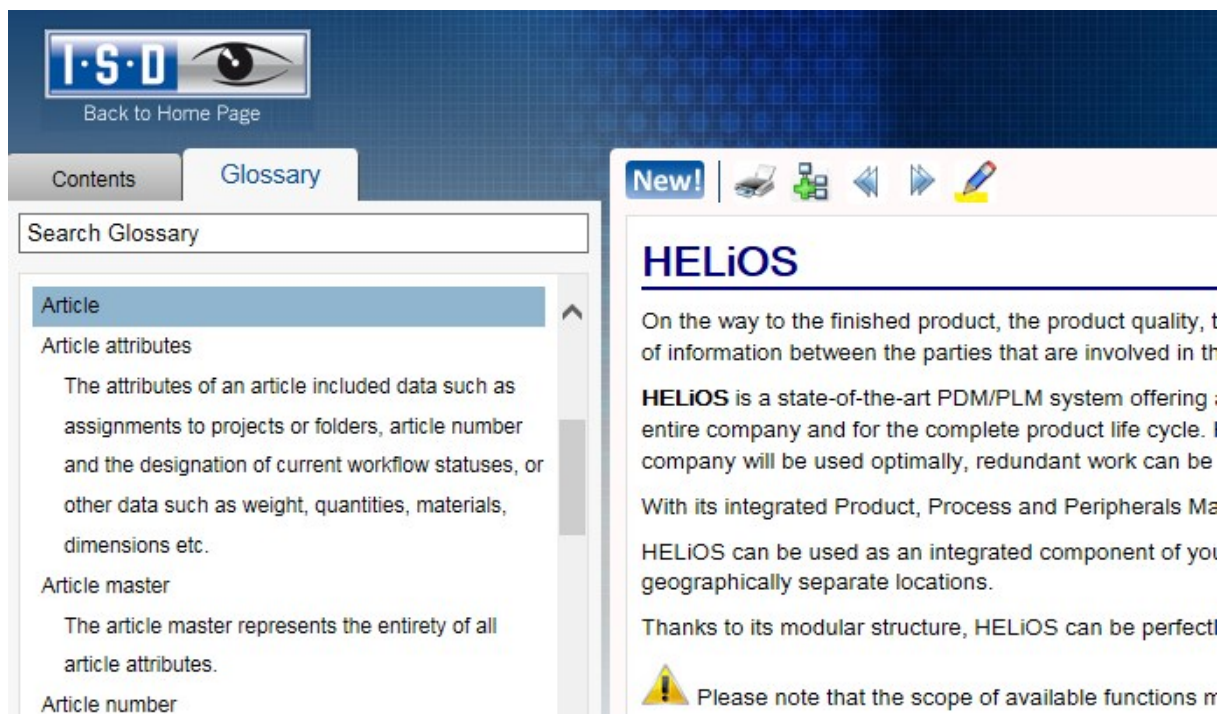 I·S·D
Back to Home Page
Contents
Glossary
Search Glossary
Article
Article attributes
The attributes of an article included data such as
assignments to projects or folders, article number
and the designation of current workflow statuses, or
other data such as weight, quantities, materials,
dimensions etc.
Article master
The article master represents the entirety of all
article attributes.
Article number
New!
HELiOS
On the way to the finished product, the product quality,
of information between the parties that are involved in
HELiOS is a state-of-the-art PDM/PLM system offering
entire company and for the complete product life cycle.
company will be used optimally, redundant work can be
With its integrated Product, Process and Peripherals
HELiOS can be used as an integrated component of
geographically separate locations.
Thanks to its modular structure, HELiOS can be
Please note that the scope of available functions